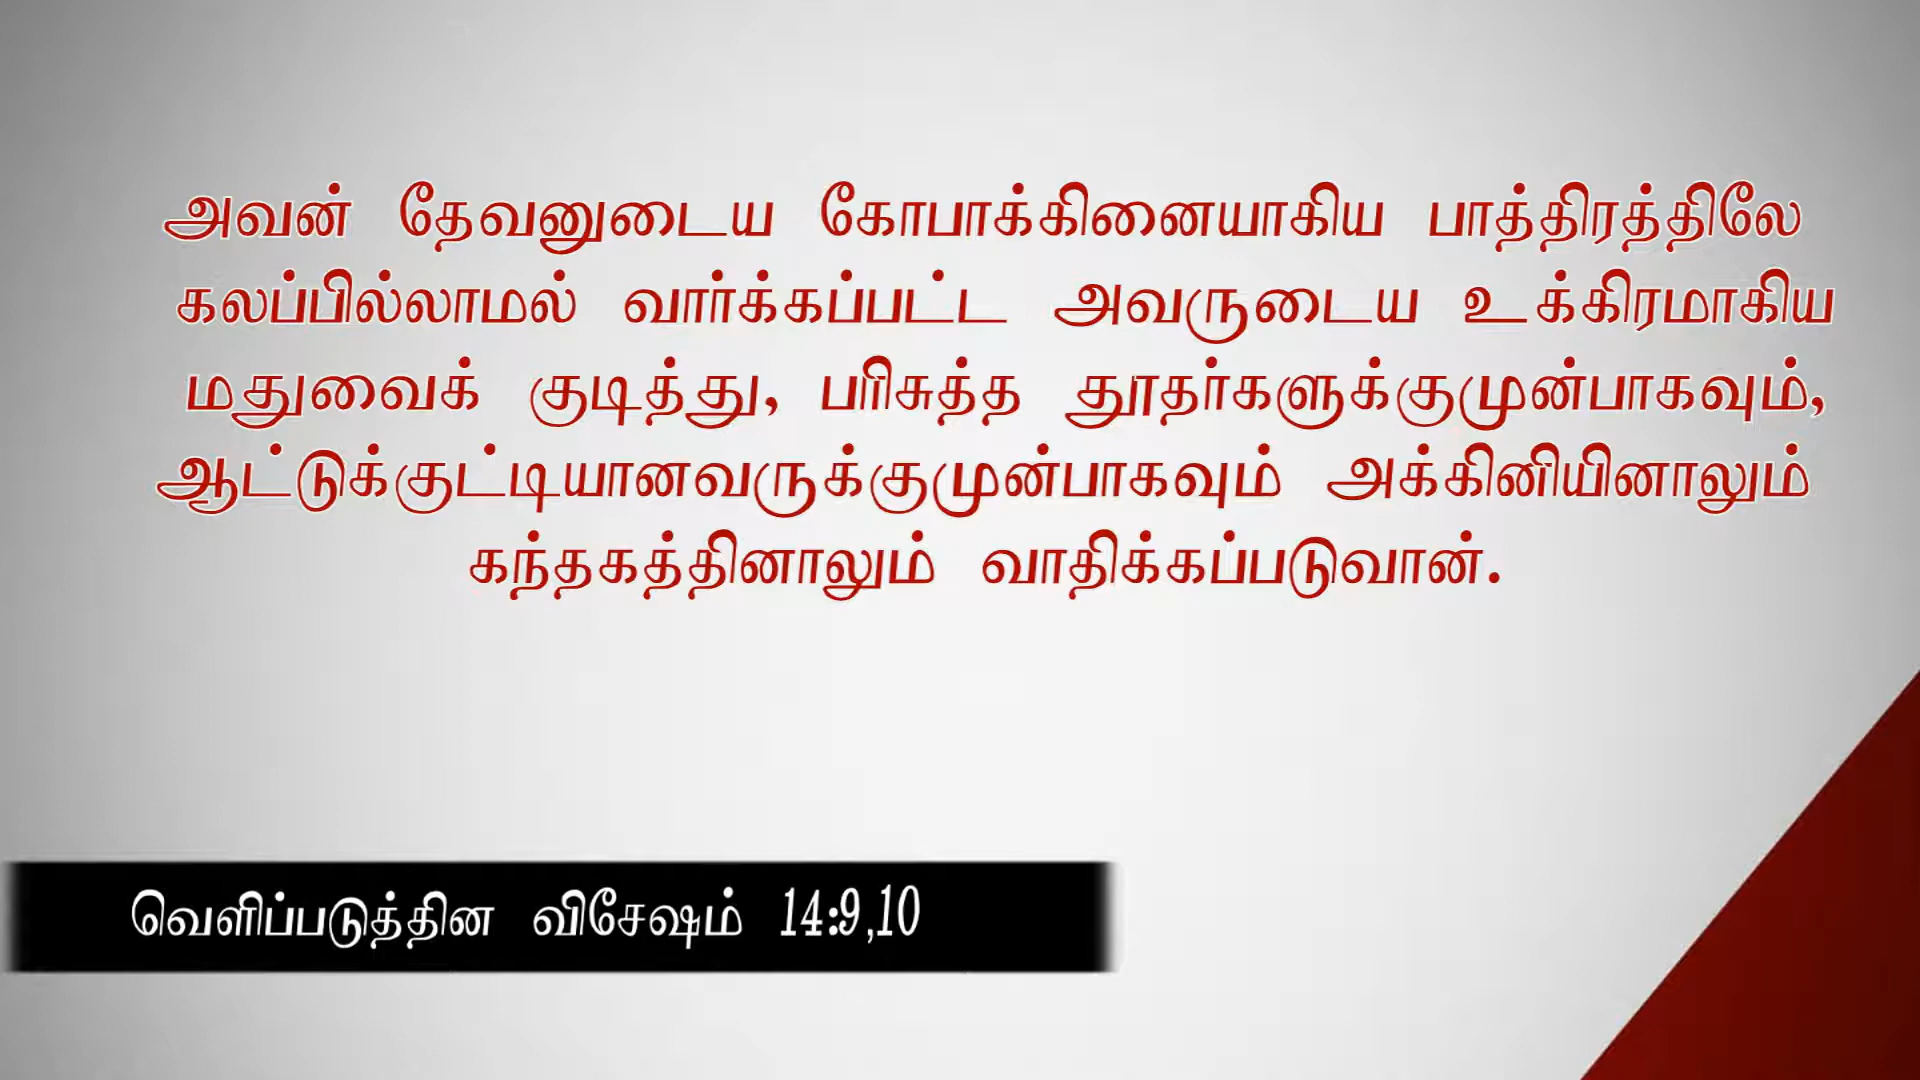 அவன் தேவனுடைய கோபாக்கினையாகிய பாத்திரத்திலே
கலப்பில்லாமல் வார்க்கப்பட்ட அவருடைய உக்கிரமாகிய
மதுவைக் குடித்து, பரிசுத்த தூதர்களுக்குமுன்பாகவும்,
ஆட்டுக்குட்டியானவருக்குமுன்பாகவும் அக்கினியினாலும்
கந்தகத்தினாலும் வாதிக்கப்படுவான்.
வெளிப்படுத்தின விசேஷம் 14:9,10